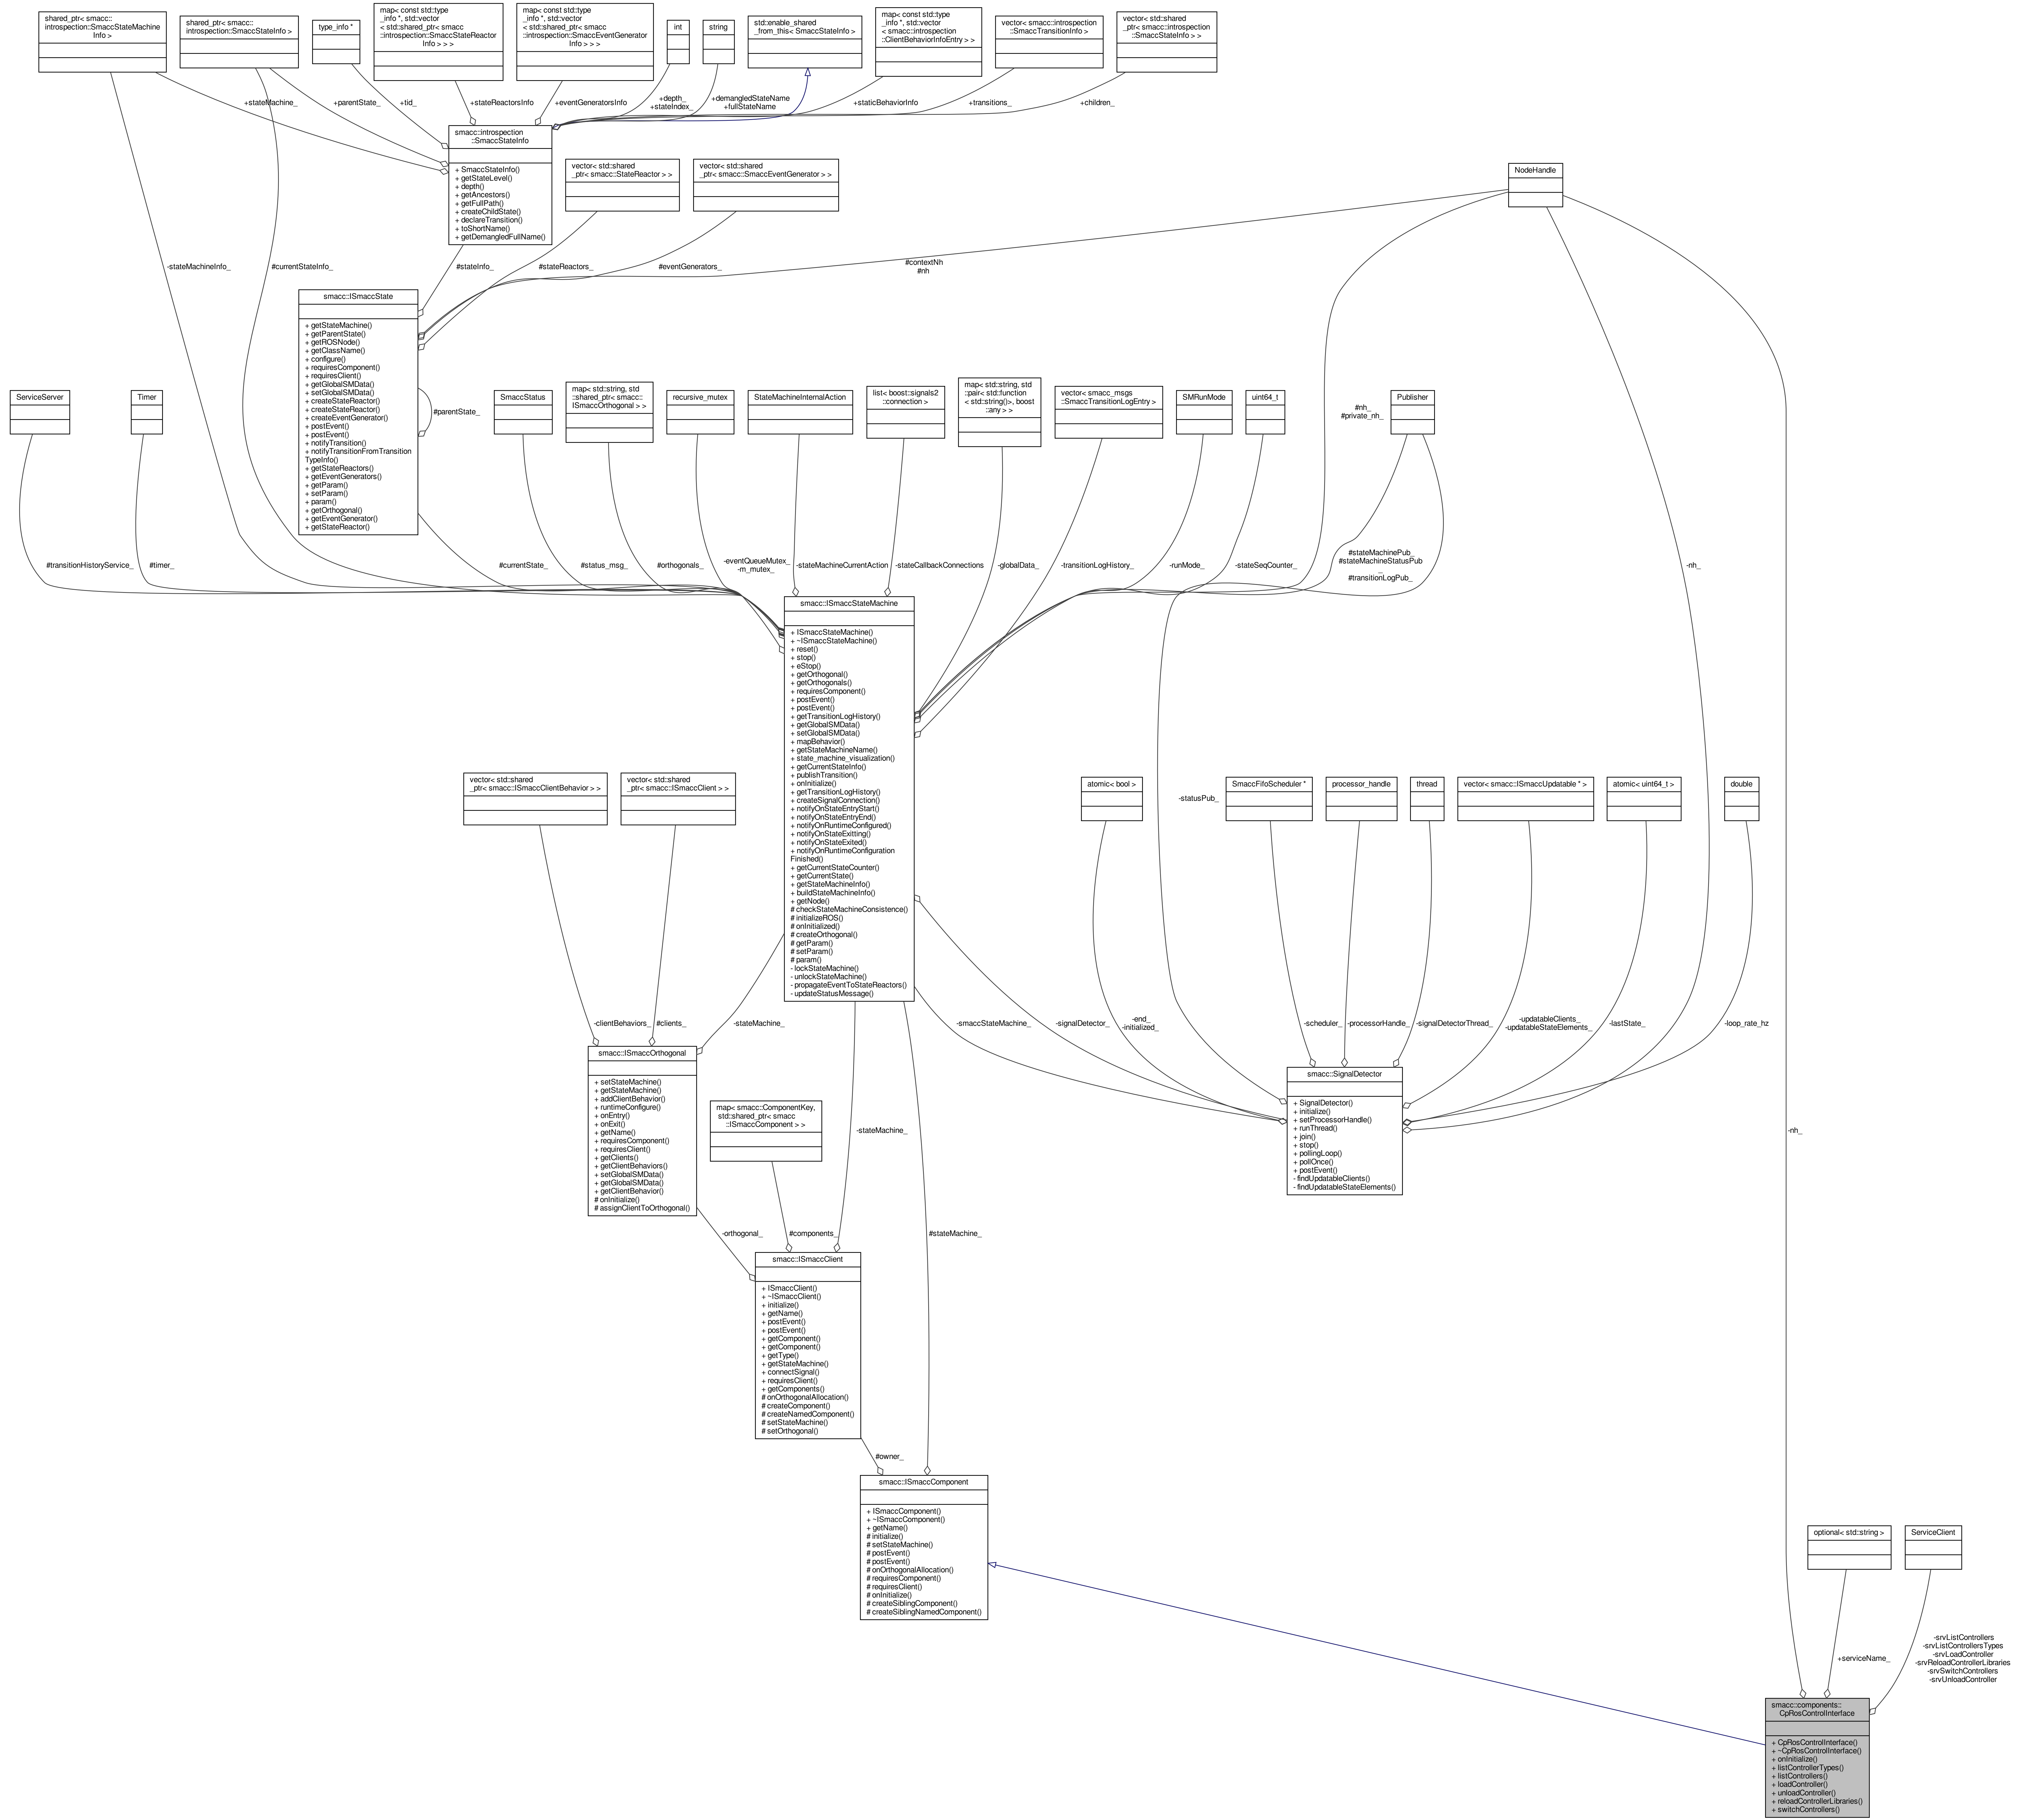 shared_ptr< smacc::
introspection::SmaccStateMachine
Info >
shared_ptr< smacc::
introspection::SmaccStateInfo >
type_info *
map< const std::type
_info *, std::vector
< std::shared_ptr< smacc
::introspection::SmaccStateReactor
Info > > >
map< const std::type
_info *, std::vector
< std::shared_ptr< smacc
::introspection::SmaccEventGenerator
Info > > >
int
string
std::enable_shared
_from_this< SmaccStateInfo >
map< const std::type
_info *, std::vector
< smacc::introspection
::ClientBehaviorInfoEntry > >
vector< smacc::introspection
::SmaccTransitionInfo >
vector< std::shared
_ptr< smacc::introspection
::SmaccStateInfo > >
+stateMachine_
+parentState_
+tid_
+stateReactorsInfo
+eventGeneratorsInfo
+depth_
+stateIndex_
+demangledStateName
+fullStateName
+staticBehaviorInfo
+transitions_
+children_
smacc::introspection
::SmaccStateInfo
+ SmaccStateInfo()
+ getStateLevel()
+ depth()
+ getAncestors()
+ getFullPath()
+ createChildState()
+ declareTransition()
+ toShortName()
+ getDemangledFullName()
vector< std::shared
_ptr< smacc::StateReactor > >
vector< std::shared
_ptr< smacc::SmaccEventGenerator > >
NodeHandle
-stateMachineInfo_
#currentStateInfo_
#stateInfo_
#stateReactors_
#eventGenerators_
#contextNh
#nh
smacc::ISmaccState
+ getStateMachine()
+ getParentState()
+ getROSNode()
+ getClassName()
+ configure()
+ requiresComponent()
+ requiresClient()
+ getGlobalSMData()
+ setGlobalSMData()
+ createStateReactor()
+ createStateReactor()
+ createEventGenerator()
+ postEvent()
+ postEvent()
+ notifyTransition()
+ notifyTransitionFromTransition
TypeInfo()
+ getStateReactors()
+ getEventGenerators()
+ getParam()
+ setParam()
+ param()
+ getOrthogonal()
+ getEventGenerator()
+ getStateReactor()
#parentState_
ServiceServer
Timer
SmaccStatus
map< std::string, std
::shared_ptr< smacc::
ISmaccOrthogonal > >
recursive_mutex
StateMachineInternalAction
list< boost::signals2
::connection >
map< std::string, std
::pair< std::function
< std::string()>, boost
::any > >
vector< smacc_msgs
::SmaccTransitionLogEntry >
SMRunMode
uint64_t
#nh_
#private_nh_
Publisher
#transitionHistoryService_
#timer_
#currentState_
#status_msg_
#orthogonals_
-eventQueueMutex_
-m_mutex_
-stateMachineCurrentAction
-stateCallbackConnections
-globalData_
-transitionLogHistory_
-runMode_
-stateSeqCounter_
#stateMachinePub_
#stateMachineStatusPub
_
#transitionLogPub_
-nh_
smacc::ISmaccStateMachine
+ ISmaccStateMachine()
+ ~ISmaccStateMachine()
+ reset()
+ stop()
+ eStop()
+ getOrthogonal()
+ getOrthogonals()
+ requiresComponent()
+ postEvent()
+ postEvent()
+ getTransitionLogHistory()
+ getGlobalSMData()
+ setGlobalSMData()
+ mapBehavior()
+ getStateMachineName()
+ state_machine_visualization()
+ getCurrentStateInfo()
+ publishTransition()
+ onInitialize()
+ getTransitionLogHistory()
+ createSignalConnection()
+ notifyOnStateEntryStart()
+ notifyOnStateEntryEnd()
+ notifyOnRuntimeConfigured()
+ notifyOnStateExitting()
+ notifyOnStateExited()
+ notifyOnRuntimeConfiguration
Finished()
+ getCurrentStateCounter()
+ getCurrentState()
+ getStateMachineInfo()
+ buildStateMachineInfo()
+ getNode()
# checkStateMachineConsistence()
# initializeROS()
# onInitialized()
# createOrthogonal()
# getParam()
# setParam()
# param()
- lockStateMachine()
- unlockStateMachine()
- propagateEventToStateReactors()
- updateStatusMessage()
vector< std::shared
_ptr< smacc::ISmaccClientBehavior > >
vector< std::shared
_ptr< smacc::ISmaccClient > >
atomic< bool >
-statusPub_
SmaccFifoScheduler *
processor_handle
thread
vector< smacc::ISmaccUpdatable * >
atomic< uint64_t >
double
-clientBehaviors_
#clients_
-stateMachine_
-smaccStateMachine_
-signalDetector_
-end_
-initialized_
-scheduler_
-processorHandle_
-signalDetectorThread_
-updatableClients_
-updatableStateElements_
-lastState_
-loop_rate_hz
smacc::ISmaccOrthogonal
+ setStateMachine()
+ getStateMachine()
+ addClientBehavior()
+ runtimeConfigure()
+ onEntry()
+ onExit()
+ getName()
+ requiresComponent()
+ requiresClient()
+ getClients()
+ getClientBehaviors()
+ setGlobalSMData()
+ getGlobalSMData()
+ getClientBehavior()
# onInitialize()
# assignClientToOrthogonal()
smacc::SignalDetector
+ SignalDetector()
+ initialize()
+ setProcessorHandle()
+ runThread()
+ join()
+ stop()
+ pollingLoop()
+ pollOnce()
+ postEvent()
- findUpdatableClients()
- findUpdatableStateElements()
map< smacc::ComponentKey,
std::shared_ptr< smacc
::ISmaccComponent > >
-stateMachine_
-nh_
-orthogonal_
#components_
#stateMachine_
smacc::ISmaccClient
+ ISmaccClient()
+ ~ISmaccClient()
+ initialize()
+ getName()
+ postEvent()
+ postEvent()
+ getComponent()
+ getComponent()
+ getType()
+ getStateMachine()
+ connectSignal()
+ requiresClient()
+ getComponents()
# onOrthogonalAllocation()
# createComponent()
# createNamedComponent()
# setStateMachine()
# setOrthogonal()
#owner_
smacc::ISmaccComponent
+ ISmaccComponent()
+ ~ISmaccComponent()
+ getName()
# initialize()
# setStateMachine()
# postEvent()
# postEvent()
# onOrthogonalAllocation()
# requiresComponent()
# requiresClient()
# onInitialize()
# createSiblingComponent()
# createSiblingNamedComponent()
optional< std::string >
ServiceClient
+serviceName_
-srvListControllers
-srvListControllersTypes
-srvLoadController
-srvReloadControllerLibraries
-srvSwitchControllers
-srvUnloadController
smacc::components::
CpRosControlInterface
+ CpRosControlInterface()
+ ~CpRosControlInterface()
+ onInitialize()
+ listControllerTypes()
+ listControllers()
+ loadController()
+ unloadController()
+ reloadControllerLibraries()
+ switchControllers()